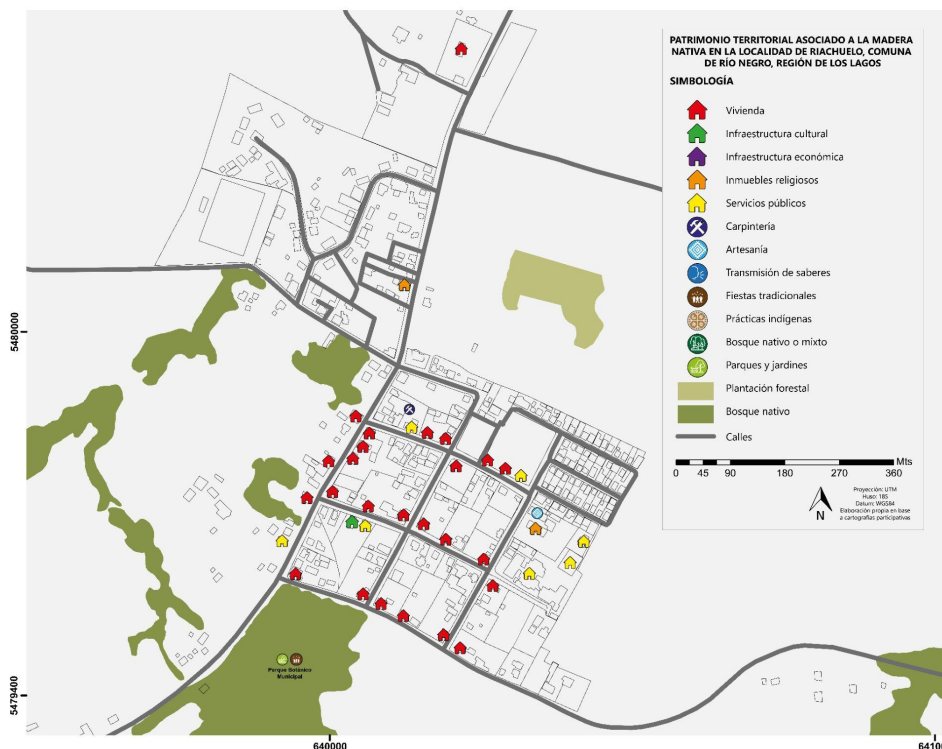 PATRIMONIO TERRITORIAL ASOCIADO A LA MADERA
NATIVA EN LA LOCALIDAD DE RIACHUELO, COMUNA
DE RÍO NEGRO, REGIÓN DE LOS LAGOS
SIMBOLOGÍA
Vivienda
Infraestructura cultural
Infraestructura económica
Inmuebles religiosos
Servicios públicos
Carpintería
Artesanía
Transmisión de saberes
Fiestas tradicionales
Prácticas indígenas
Bosque nativo o mixto
Parques y jardines
Plantación forestal
Bosque nativo
Calles
Mts
0 45 90 180 270 360
Proyección: UTM
Huso: 18S
Datum: WGS84
Elaboración propia en base
a cartografías participativas
N
5480000
Parque Botánico
Municipal
5479400
640000
64100